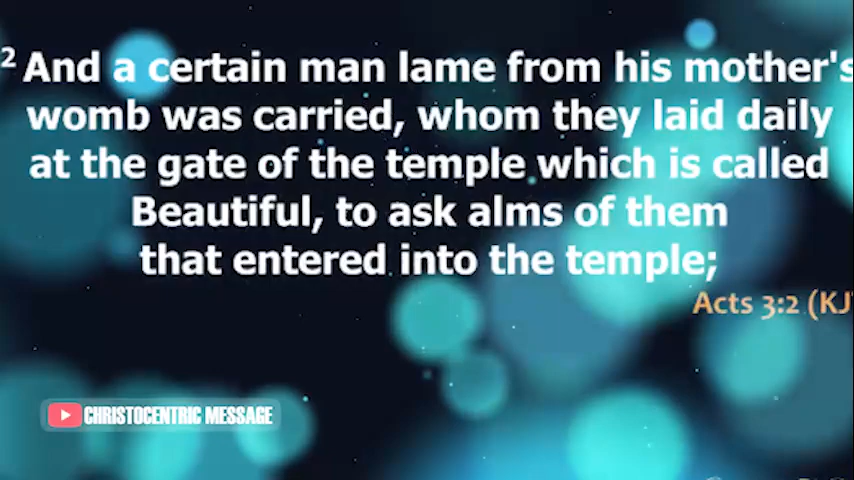 2 And a certain man lame from his mother's
womb was carried, whom they laid daily
at the gate of the temple which is called
Beautiful, to ask alms of them
that entered into the temple;
Acts 3:2 (KJ
CHRISTOCENTRIC MESSAGE